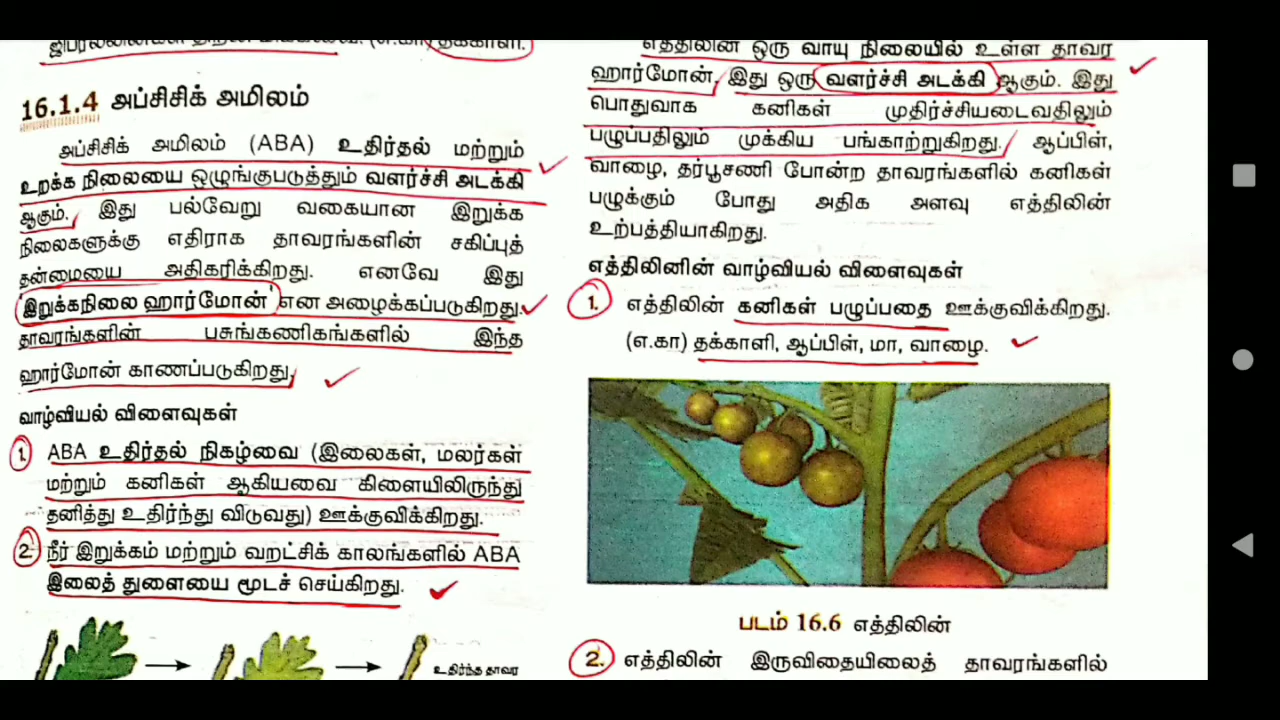 (எ.கா) தக்காளி.
16.1.4 அப்சிசிக் அமிலம்
அப்சிசிக் அமிலம் (ABA) உதிர்தல் மற்றும்
உறக்க நிலையை ஒழுங்குபடுத்தும் வளர்ச்சி அடக்கி
ஆகும். இது பல்வேறு வகையான இறுக்க
நிலைகளுக்கு எதிராக தாவரங்களின் சகிப்புத்
தன்மையை அதிகரிக்கிறது. எனவே இது
'இறுக்கநிலை ஹார்மோன்' என அழைக்கப்படுகிறது.
தாவரங்களின் பசுங்கணிகங்களில் இந்த
ஹார்மோன் காணப்படுகிறது.
வாழ்வியல் விளைவுகள்
1. ABA உதிர்தல் நிகழ்வை (இலைகள், மலர்கள்
மற்றும் கனிகள் ஆகியவை கிளையிலிருந்து
தனித்து உதிர்ந்து விடுவது) ஊக்குவிக்கிறது.
2. நீர் இறுக்கம் மற்றும் வறட்சிக் காலங்களில் ABA
இலைத் துளையை மூடச் செய்கிறது.
உதிர்ந்த தாவர
எத்திலின் ஒரு வாயு நிலையில் உள்ள தாவர
ஹார்மோன். இது ஒரு வளர்ச்சி அடக்கி ஆகும். இது
பொதுவாக கனிகள் முதிர்ச்சியடைவதிலும்
பழுப்பதிலும் முக்கிய பங்காற்றுகிறது. ஆப்பிள்,
வாழை, தர்பூசணி போன்ற தாவரங்களில் கனிகள்
பழுக்கும் போது அதிக அளவு எத்திலின்
உற்பத்தியாகிறது.
எத்திலினின் வாழ்வியல் விளைவுகள்
1. எத்திலின் கனிகள் பழுப்பதை ஊக்குவிக்கிறது.
(எ.கா) தக்காளி, ஆப்பிள், மா, வாழை.
படம் 16.6 எத்திலின்
2. எத்திலின் இருவிதையிலைத் தாவரங்களில்